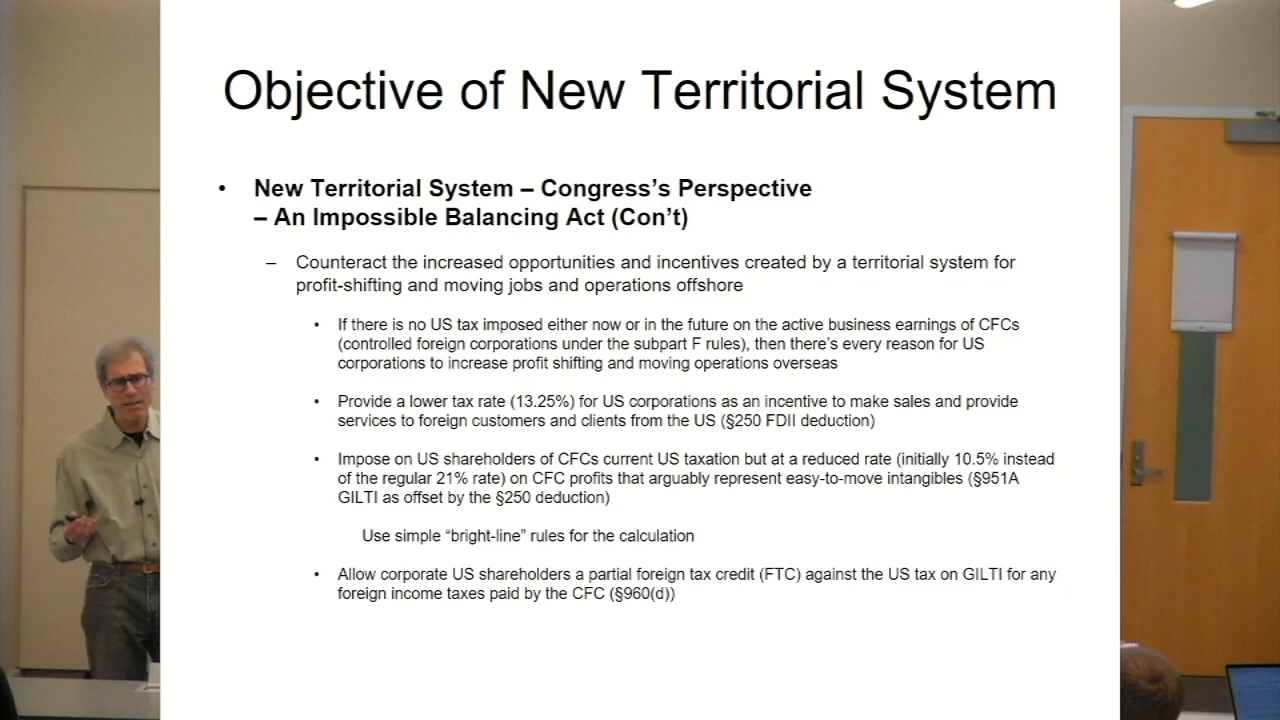 Objective of New Territorial System
• New Territorial System – Congress's Perspective
– An Impossible Balancing Act (Con't)
– Counteract the increased opportunities and incentives created by a territorial system for
profit-shifting and moving jobs and operations offshore
• If there is no US tax imposed either now or in the future on the active business earnings of CFCs
(controlled foreign corporations under the subpart F rules), then there's every reason for US
corporations to increase profit shifting and moving operations overseas
• Provide a lower tax rate (13.25%) for US corporations as an incentive to make sales and provide
services to foreign customers and clients from the US (§250 FDII deduction)
• Impose on US shareholders of CFCs current US taxation but at a reduced rate (initially 10.5% instead
of the regular 21% rate) on CFC profits that arguably represent easy-to-move intangibles (§951A
GILTI as offset by the §250 deduction)
Use simple “bright-line” rules for the calculation
• Allow corporate US shareholders a partial foreign tax credit (FTC) against the US tax on GILTI for any
foreign income taxes paid by the CFC (§960(d))